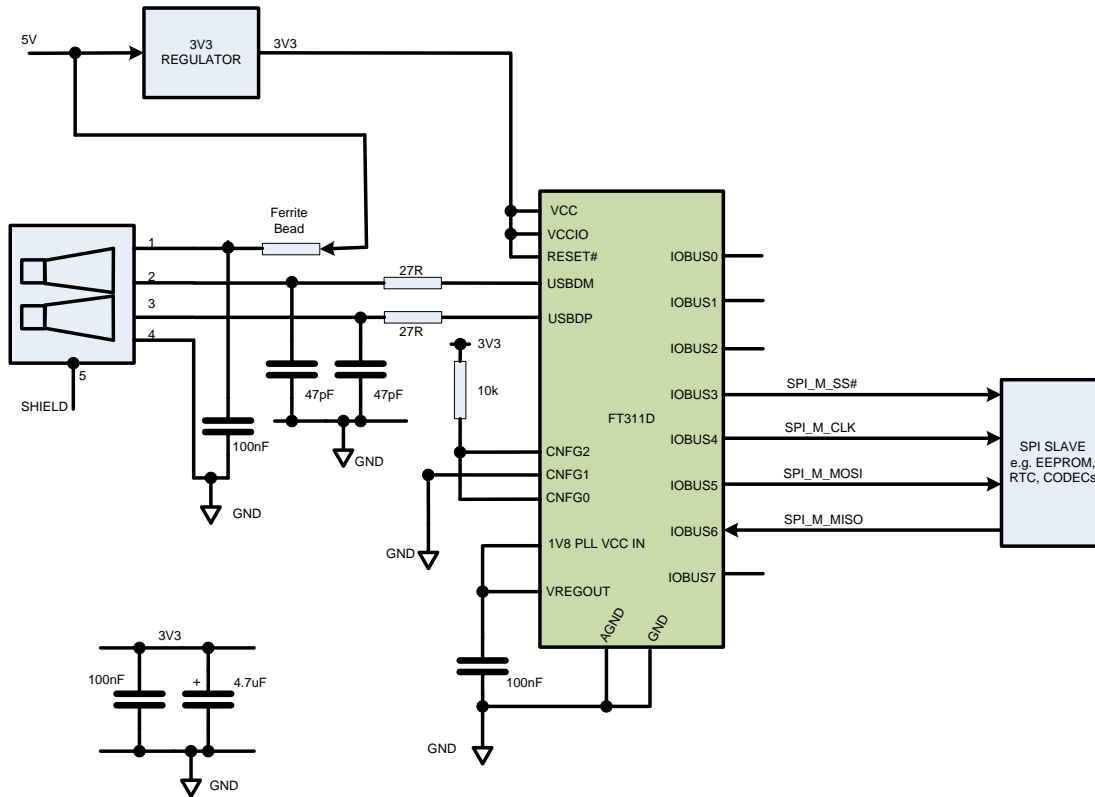 5V
3V3
REGULATOR
3V3
Ferrite
Bead
1
2
3
4
5
SHIELD
27R
27R
47pF
47pF
100nF
GND
GND
3V3
10k
GND
VCC
VCCIO
RESET#
USBDM
USBDP
CNFG2
CNFG1
CNFG0
1V8 PLL VCC IN
VREGOUT
FT311D
AGND
GND
IOBUS0
IOBUS1
IOBUS2
IOBUS3
IOBUS4
IOBUS5
IOBUS6
IOBUS7
SPI_M_SS#
SPI_M_CLK
SPI_M_MOSI
SPI_M_MISO
SPI SLAVE
e.g. EEPROM,
RTC, CODECs
100nF
GND
3V3
100nF
+
4.7uF
GND